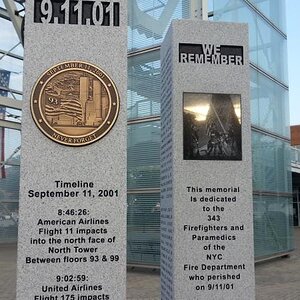 9.11.01
SEPTEMBER 11, 2001
NEVER FORGET
Timeline
September 11, 2001
8:46:26:
American Airlines
Flight 11 impacts
into the north face of
North Tower
Between floors 93 & 99
9:02:59:
United Airlines
Flight 175 impacts
WE
REMEMBER
This memorial
is dedicated
to the
343
Firefighters and
Paramedics
of the
NYC
Fire Department
who perished
on 9/11/01